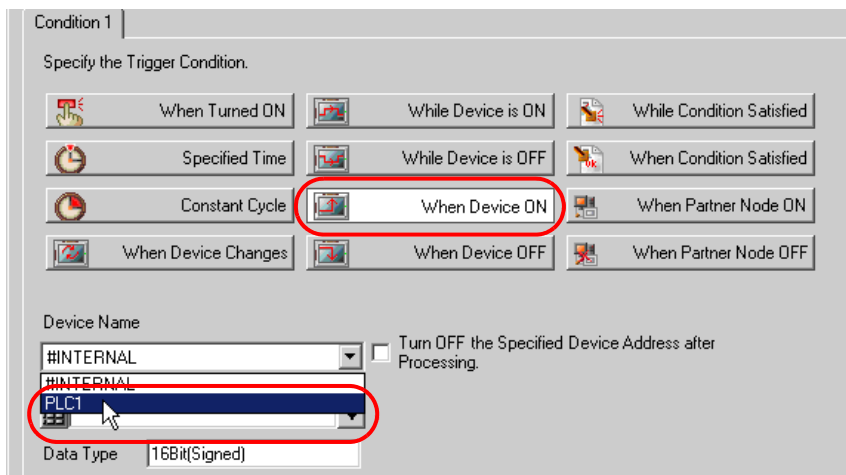 Condition 1
Specify the Trigger Condition.
When Turned ON While Device is ON While Condition Satisfied
Specified Time While Device is OFF When Condition Satisfied
Constant Cycle When Device ON When Partner Node ON
When Device Changes When Device OFF When Partner Node OFF
Device Name
#INTERNAL
Turn OFF the Specified Device Address after
Processing.
#INTERNAL
PLC1
Data Type 16Bit(Signed)